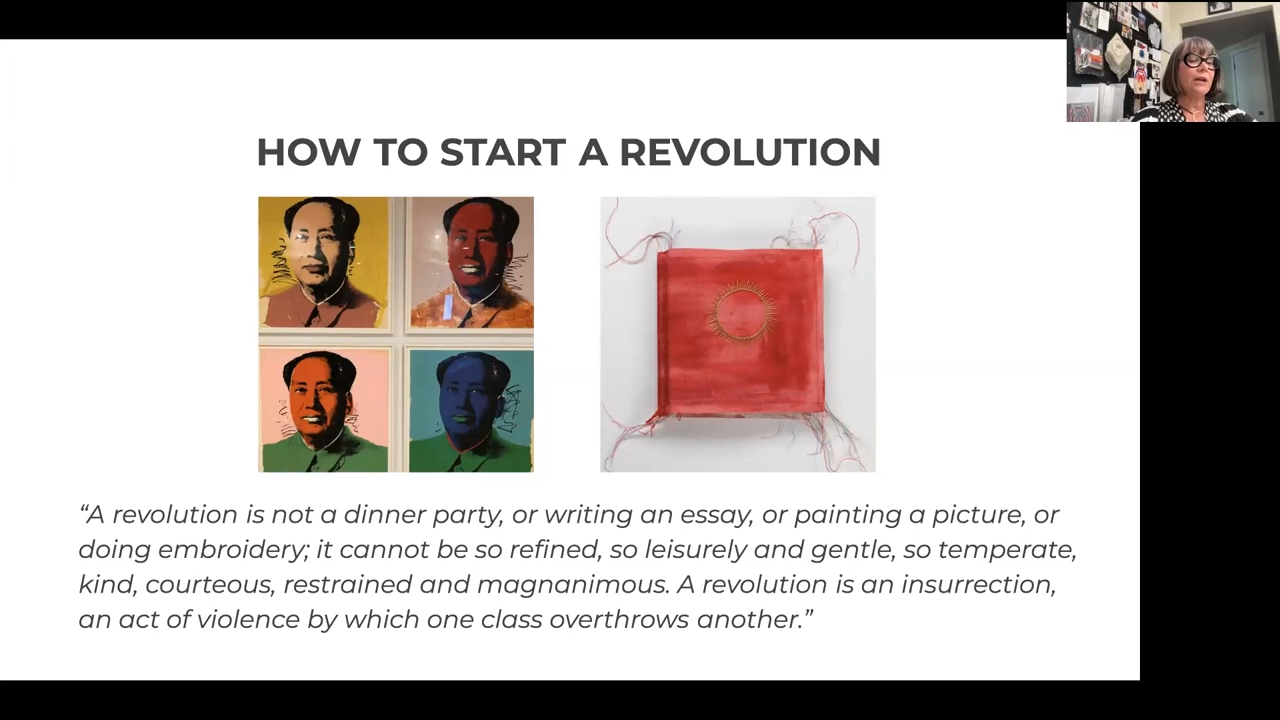 HOW TO START A REVOLUTION
“A revolution is not a dinner party, or writing an essay, or painting a picture, or
doing embroidery; it cannot be so refined, so leisurely and gentle, so temperate,
kind, courteous, restrained and magnanimous. A revolution is an insurrection,
an act of violence by which one class overthrows another.”